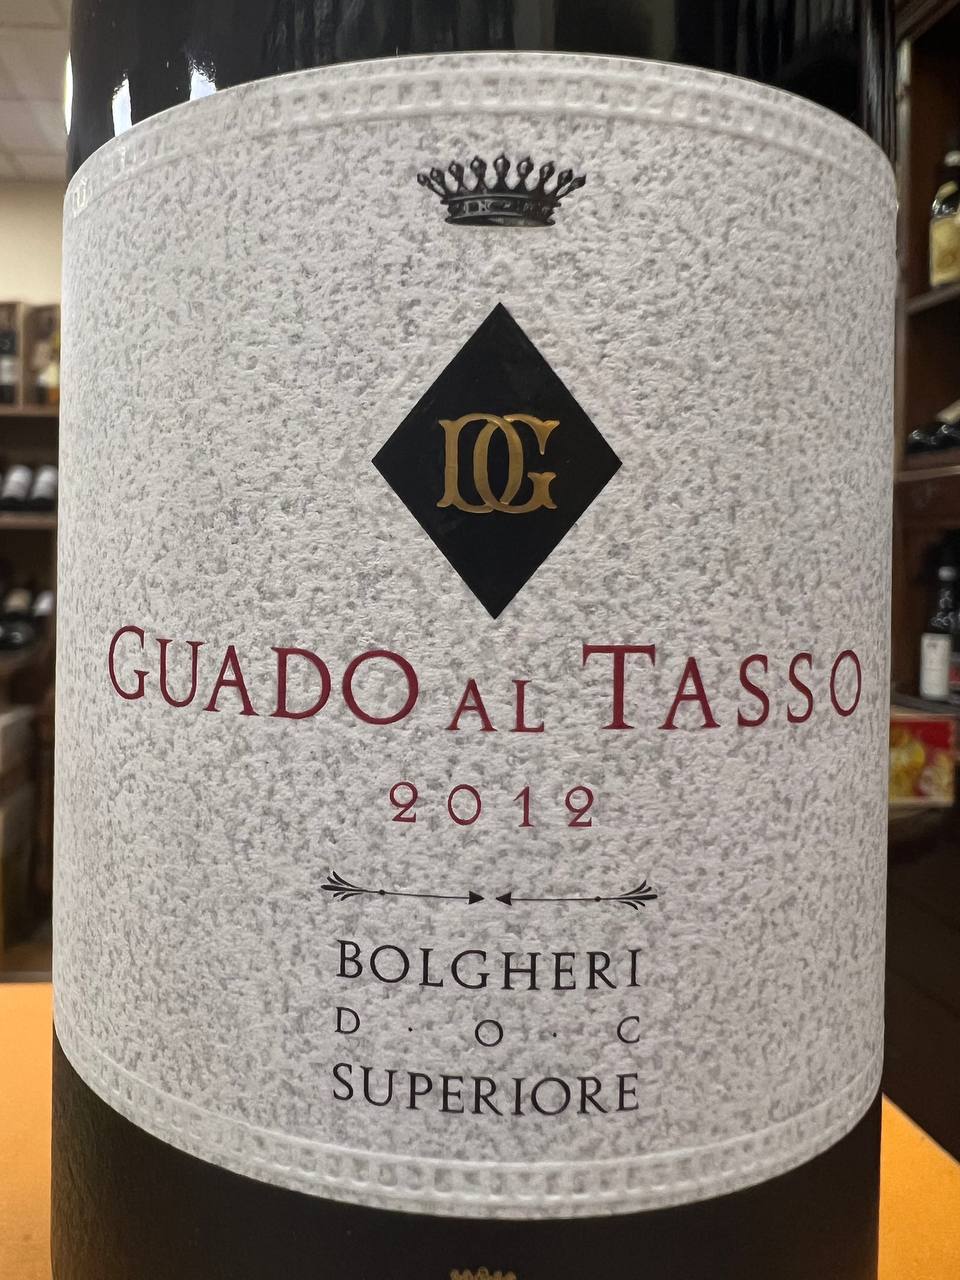 DG
GUADO AL TASSO
2012
BOLGHERI
D · O · C
SUPERIORE